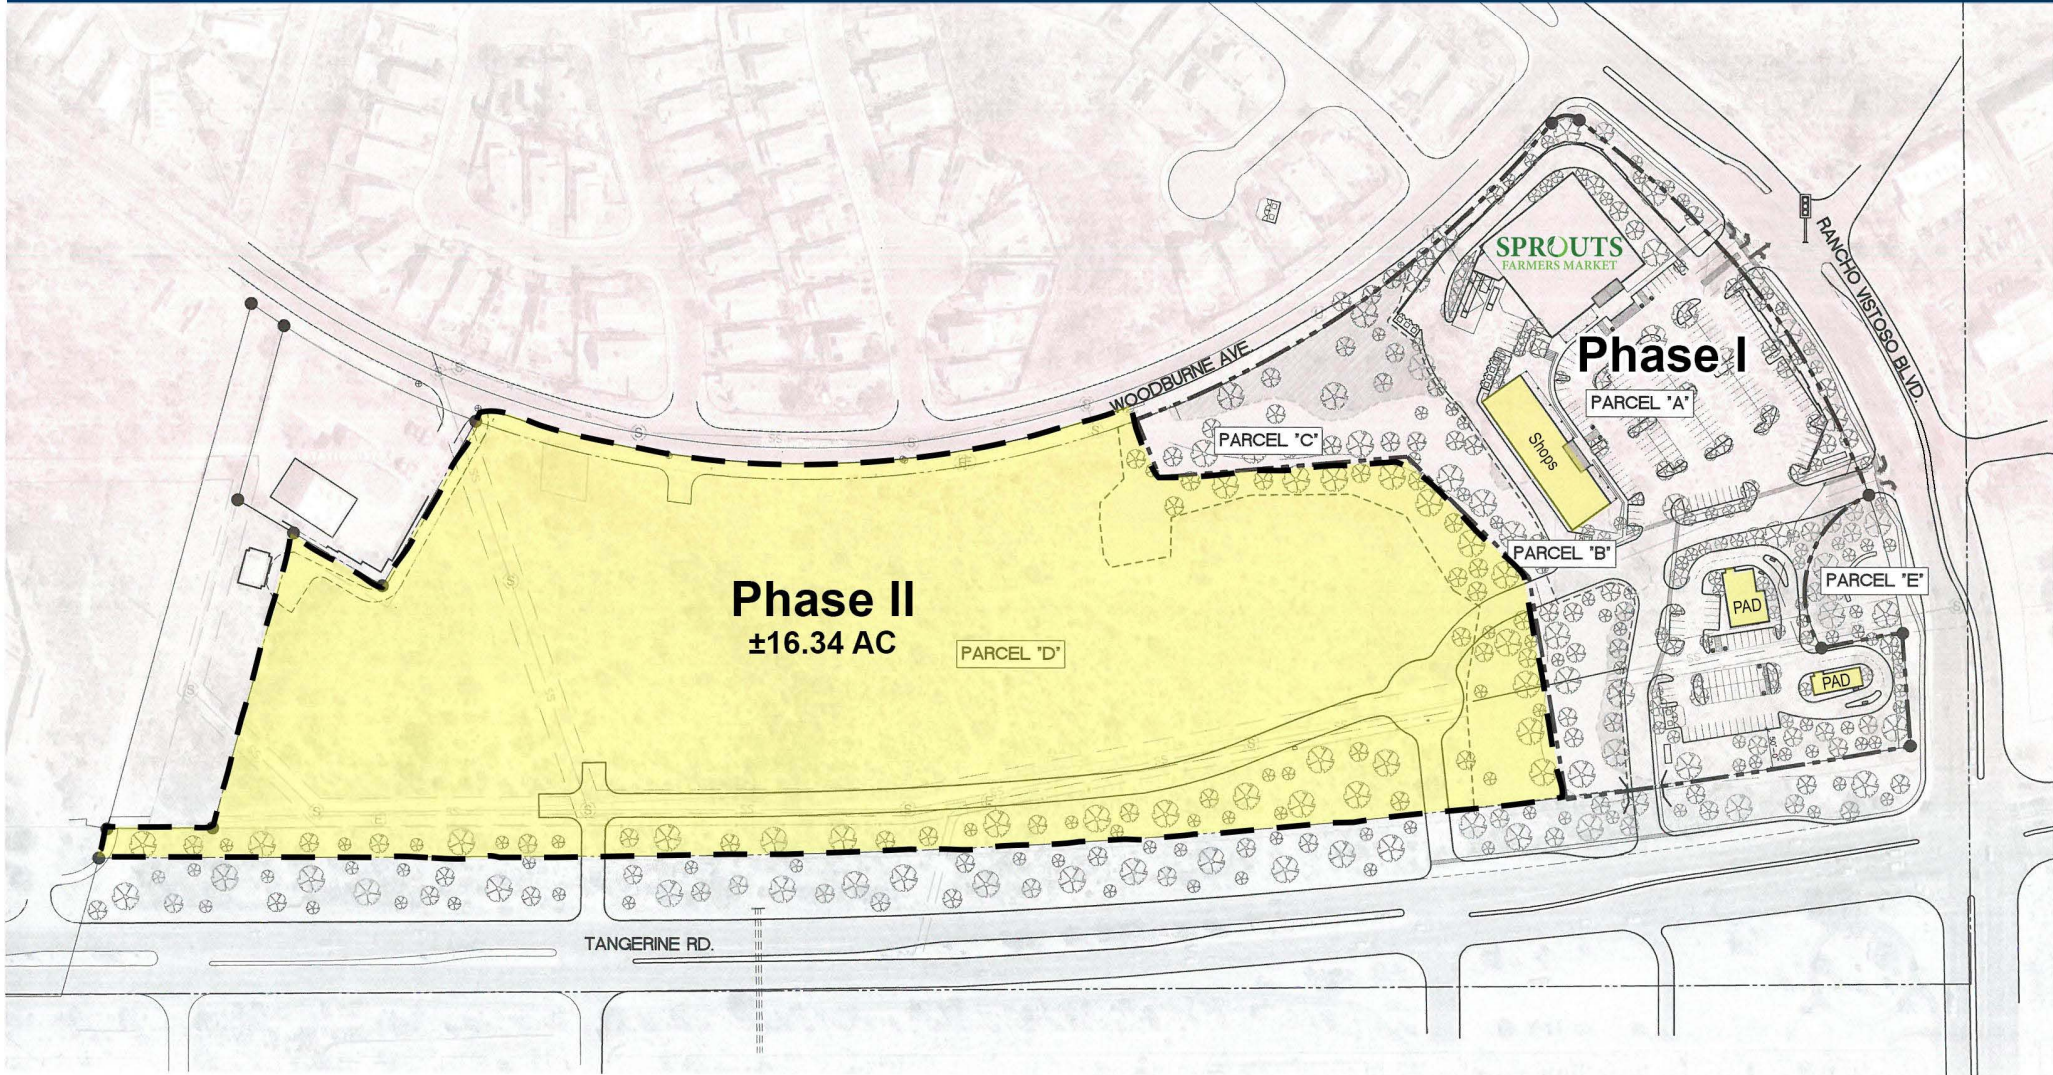 RANCHO VISTOSO BLVD.
SPROUTS
FARMERS MARKET
Phase I
PARCEL "A"
WOODBURNE AVE
PARCEL "C"
Shops
PARCEL "B"
PARCEL "E"
PAD
PAD
Phase II
±16.34 AC
PARCEL "D"
TANGERINE RD.